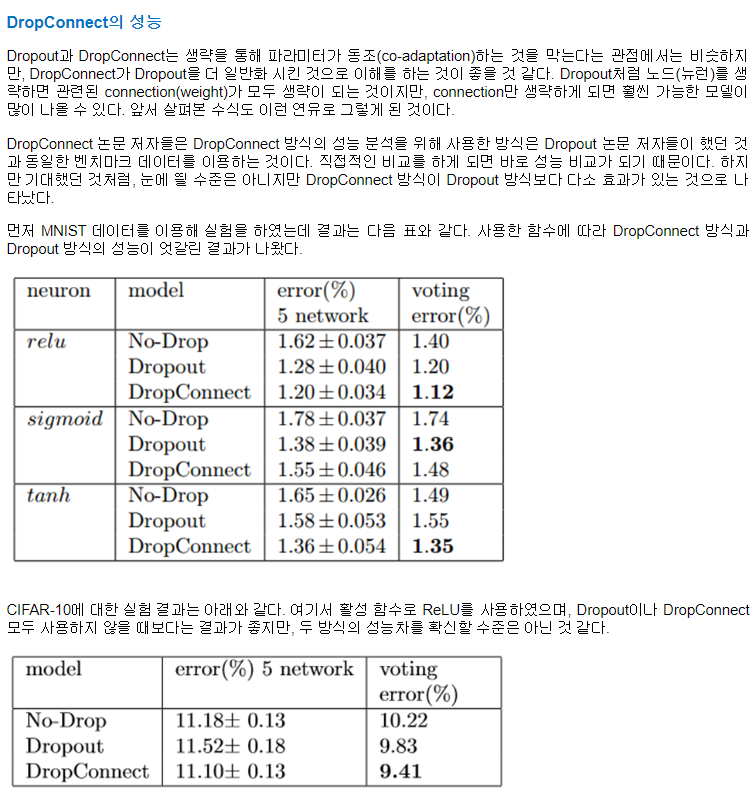 DropConnect의 성능
Dropout과 DropConnect는 생략을 통해 파라미터가 동조(co-adaptation)하는 것을 막는다는 관점에서는 비슷하지
만, DropConnect가 Dropout을 더 일반화 시킨 것으로 이해를 하는 것이 좋을 것 같다. Dropout처럼 노드(뉴런)를 생
략하면 관련된 connection(weight)가 모두 생략이 되는 것이지만, connection만 생략하게 되면 훨씬 가능한 모델이
많이 나올 수 있다. 앞서 살펴본 수식도 이런 연유로 그렇게 된 것이다.
DropConnect 논문 저자들은 DropConnect 방식의 성능 분석을 위해 사용한 방식은 Dropout 논문 저자들이 했던 것
과 동일한 벤치마크 데이터를 이용하는 것이다. 직접적인 비교를 하게 되면 바로 성능 비교가 되기 때문이다. 하지
만 기대했던 것처럼, 눈에 띌 수준은 아니지만 DropConnect 방식이 Dropout 방식보다 다소 효과가 있는 것으로 나
타났다.
먼저 MNIST 데이터를 이용해 실험을 하였는데 결과는 다음 표와 같다. 사용한 함수에 따라 DropConnect 방식과
Dropout 방식의 성능이 엇갈린 결과가 나왔다.
neuron model error(%) voting
5 network error(%)
relu No-Drop 1.62±0.037 1.40
Dropout 1.28±0.040 1.20
DropConnect 1.20±0.034 1.12
sigmoid No-Drop 1.78±0.037 1.74
Dropout 1.38±0.039 1.36
DropConnect 1.55±0.046 1.48
tanh No-Drop 1.65±0.026 1.49
Dropout 1.58±0.053 1.55
DropConnect 1.36±0.054 1.35
CIFAR-10에 대한 실험 결과는 아래와 같다. 여기서 활성 함수로 ReLU를 사용하였으며, Dropout이나 DropConnect
모두 사용하지 않을 때보다는 결과가 좋지만, 두 방식의 성능차를 확신할 수준은 아닌 것 같다.
model error(%) 5 network voting
error(%)
No-Drop 11.18± 0.13 10.22
Dropout 11.52± 0.18 9.83
DropConnect 11.10± 0.13 9.41